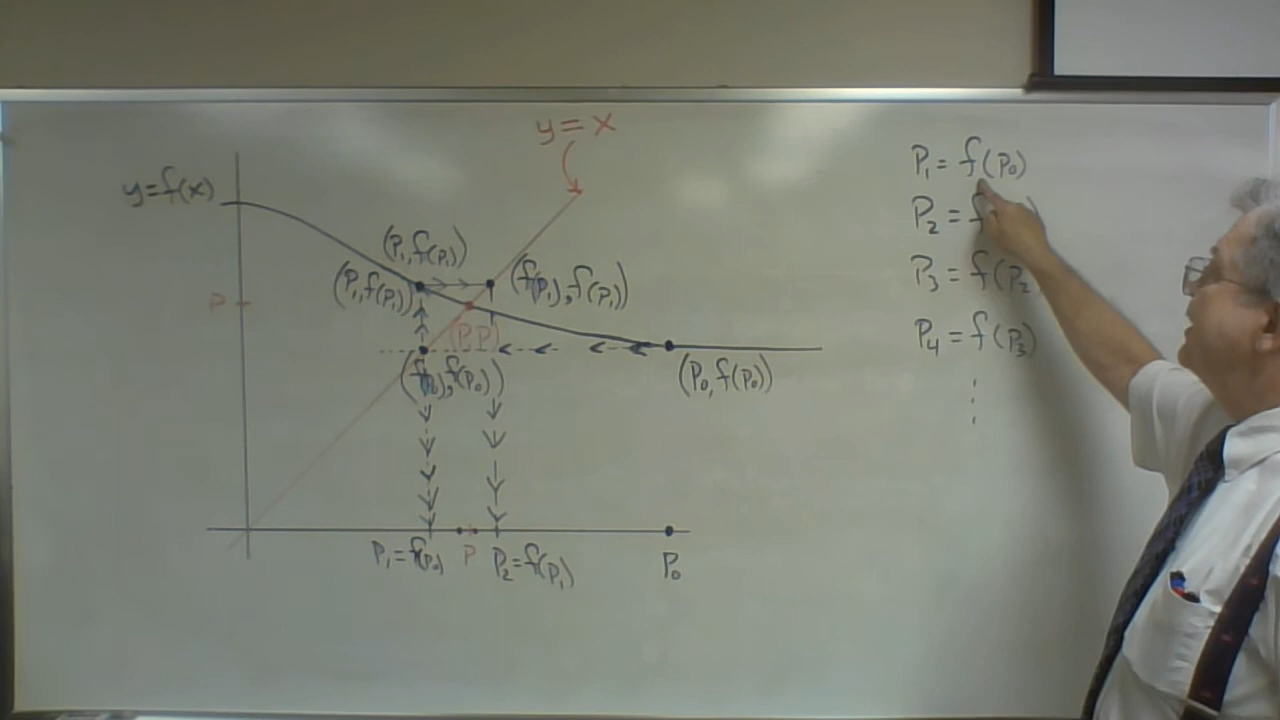 y=x
y=f(x)
(P₁,f(P₁))
(P₁,f(P₁))
(f(P₁),f(P₁))
P
(P,P)
(f(P₀),f(P₀))
(P₀,f(P₀))
P₁=f(P₀)
P
P₂=f(P₁)
P₀
P₁=f(P₀)
P₂=f
P₃=f(P₂
P₄=f(P₃)
⋮